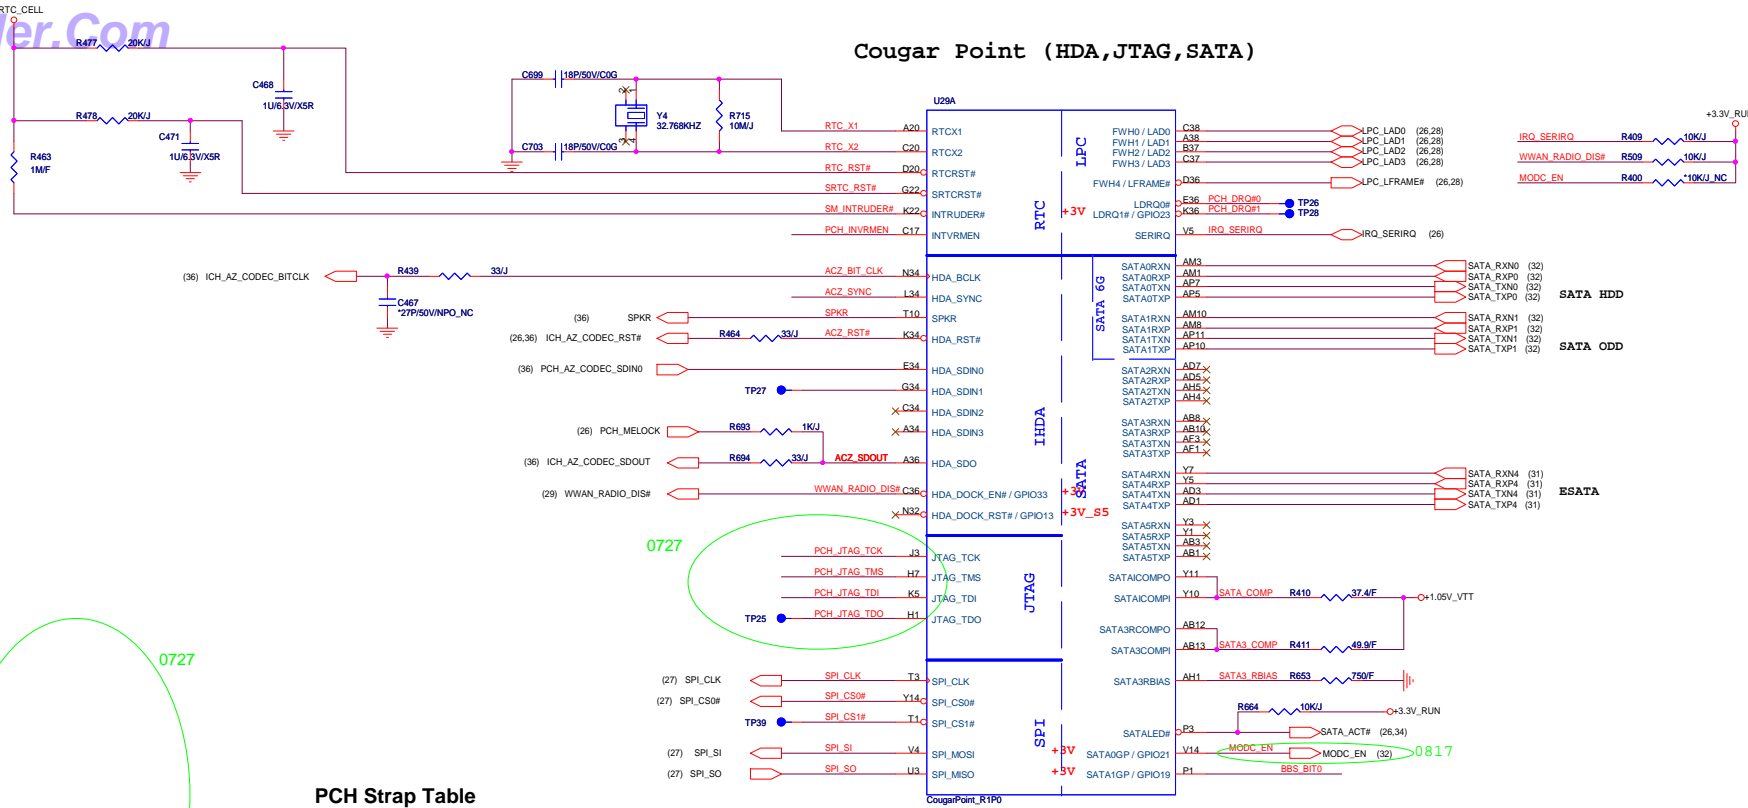 RTC_CELL
ler.Com
Cougar Point (HDA,JTAG,SATA)
R477 20K/J
C468
1U/6.3V/X5R
R478 20K/J
C471
1U/6.3V/X5R
R463
1M/F
C699 18P/50V/C0G
2 1
Y4
32.768KHZ
3 4
R715
10M/J
C703 18P/50V/C0G
U29A
RTC_X1 A20 RTCX1
RTC_X2 C20 RTCX2
RTC_RST# D20 RTCRST#
SRTC_RST# G22 SRTCRST#
SM_INTRUDER# K22 INTRUDER#
PCH_INVRMEN C17 INTVRMEN
RTC
LPC
+3V
FWH0 / LAD0 C38 LPC_LAD0 (26,28)
FWH1 / LAD1 A38 LPC_LAD1 (26,28)
FWH2 / LAD2 B37 LPC_LAD2 (26,28)
FWH3 / LAD3 C37 LPC_LAD3 (26,28)
FWH4 / LFRAME# D36 LPC_LFRAME# (26,28)
LDRQ0# E36 PCH_DRQ#0 TP26
LDRQ1# / GPIO23 K36 PCH_DRQ#1 TP28
SERIRQ V5 IRQ_SERIRQ IRQ_SERIRQ (26)
+3.3V_RUN
IRQ_SERIRQ R409 10K/J
WWAN_RADIO_DIS# R509 10K/J
MODC_EN R400 *10K/J_NC
(36) ICH_AZ_CODEC_BITCLK R439 33/J ACZ_BIT_CLK N34 HDA_BCLK
C467
*27P/50V/NPO_NC
ACZ_SYNC L34 HDA_SYNC
(36) SPKR SPKR T10 SPKR
(26,36) ICH_AZ_CODEC_RST# R464 33/J ACZ_RST# K34 HDA_RST#
(36) PCH_AZ_CODEC_SDIN0 E34 HDA_SDIN0
TP27 G34 HDA_SDIN1
C34 HDA_SDIN2
A34 HDA_SDIN3
(26) PCH_MELOCK R693 1K/J
(36) ICH_AZ_CODEC_SDOUT R694 33/J ACZ_SDOUT A36 HDA_SDO
(29) WWAN_RADIO_DIS# WWAN_RADIO_DIS# C36 HDA_DOCK_EN# / GPIO33 +3V
N32 HDA_DOCK_RST# / GPIO13 +3V_S5
IHDA
SATA 6G
SATA
SATA0RXN AM3 SATA_RXN0 (32)
SATA0RXP AM1 SATA_RXP0 (32)
SATA0TXN AP7 SATA_TXN0 (32)
SATA0TXP AP5 SATA_TXP0 (32)
SATA HDD
SATA1RXN AM10 SATA_RXN1 (32)
SATA1RXP AM8 SATA_RXP1 (32)
SATA1TXN AP11 SATA_TXN1 (32)
SATA1TXP AP10 SATA_TXP1 (32)
SATA ODD
SATA2RXN AD7
SATA2RXP AD5
SATA2TXN AH5
SATA2TXP AH4
SATA3RXN AB8
SATA3RXP AB10
SATA3TXN AF3
SATA3TXP AF1
SATA4RXN Y7 SATA_RXN4 (31)
SATA4RXP Y5 SATA_RXP4 (31)
SATA4TXN AD3 SATA_TXN4 (31)
SATA4TXP AD1 SATA_TXP4 (31)
ESATA
SATA5RXN Y3
SATA5RXP Y1
SATA5TXN AB3
SATA5TXP AB1
SATAICOMPO Y11
SATAICOMPI Y10 SATA_COMP R410 37.4/F +1.05V_VTT
SATA3RCOMPO AB12
SATA3COMPI AB13 SATA3_COMP R411 49.9/F
SATA3RBIAS AH1 SATA3_RBIAS R653 750/F
R664 10K/J +3.3V_RUN
SATALED# P3 SATA_ACT# (26,34)
SATA0GP / GPIO21 V14 MODC_EN MODC_EN (32) 0817
SATA1GP / GPIO19 P1 BBS_BIT0
0727
PCH_JTAG_TCK J3 JTAG_TCK
PCH_JTAG_TMS H7 JTAG_TMS
PCH_JTAG_TDI K5 JTAG_TDI
TP25 PCH_JTAG_TDO H1 JTAG_TDO
JTAG
0727
(27) SPI_CLK SPI_CLK T3 SPI_CLK
(27) SPI_CS0# SPI_CS0# Y14 SPI_CS0#
TP39 SPI_CS1# T1 SPI_CS1#
(27) SPI_SI SPI_SI V4 SPI_MOSI
(27) SPI_SO SPI_SO U3 SPI_MISO
SPI
+3V
+3V
CougarPoint_R1P0
PCH Strap Table